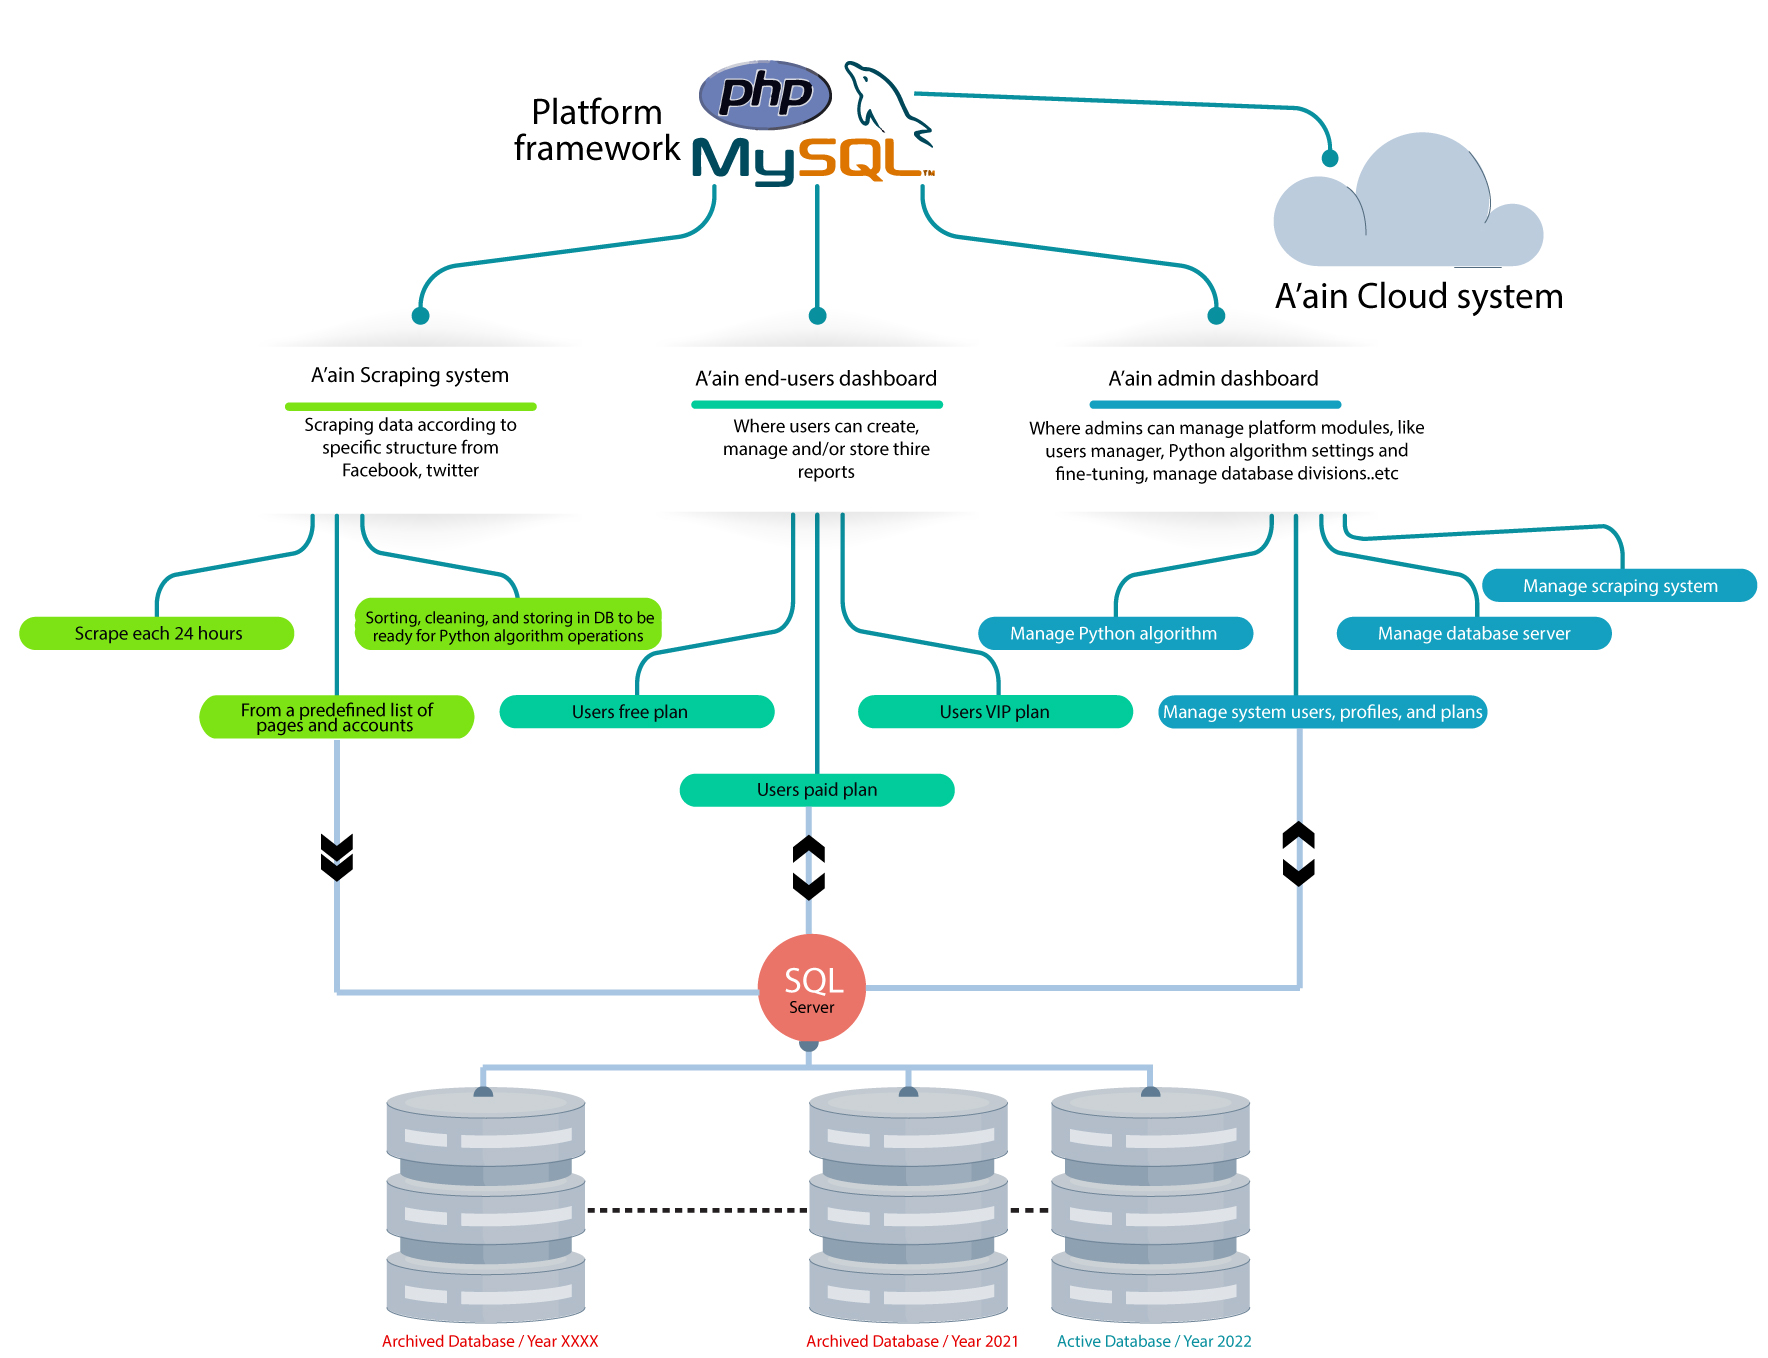 Platform
framework
php
MySQL™
A'ain Cloud system
A'ain Scraping system
Scraping data according to
specific structure from
Facebook, twitter
A'ain end-users dashboard
Where users can create,
manage and/or store thire
reports
A'ain admin dashboard
Where admins can manage platform modules, like
users manager, Python algorithm settings and
fine-tuning, manage database divisions..etc
Scrape each 24 hours
Sorting, cleaning, and storing in DB to be
ready for Python algorithm operations
From a predefined list of
pages and accounts
Users free plan
Users VIP plan
Users paid plan
Manage Python algorithm
Manage system users, profiles, and plans
Manage database server
Manage scraping system
SQL
Server
Archived Database / Year XXXX
Archived Database / Year 2021
Active Database / Year 2022